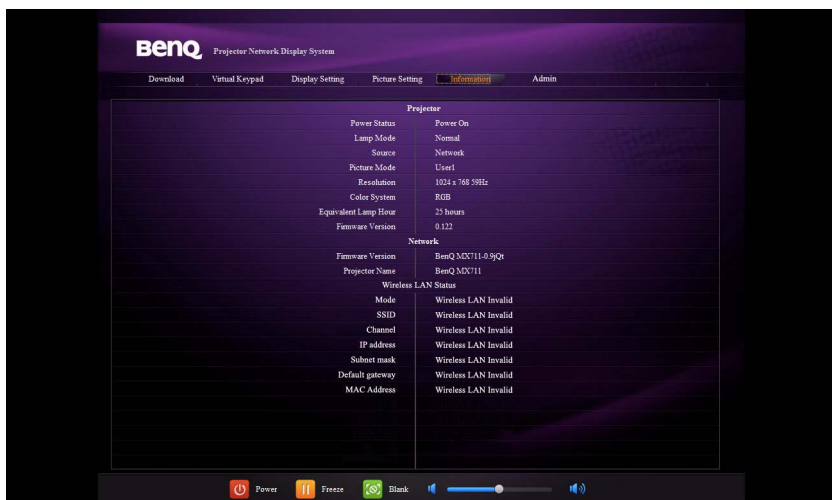 BenQ Projector Network Display System
Download Virtual Keypad Display Setting Picture Setting Information Admin
Projector
Power Status Power On
Lamp Mode Normal
Source Network
Picture Mode User1
Resolution 1024 x 768 59Hz
Color System RGB
Equivalent Lamp Hour 25 hours
Firmware Version 0.122
Network
Firmware Version BenQ MX711-0.9jQt
Projector Name BenQ MX711
Wireless LAN Status
Mode Wireless LAN Invalid
SSID Wireless LAN Invalid
Channel Wireless LAN Invalid
IP address Wireless LAN Invalid
Subnet mask Wireless LAN Invalid
Default gateway Wireless LAN Invalid
MAC Address Wireless LAN Invalid
Power Freeze Blank